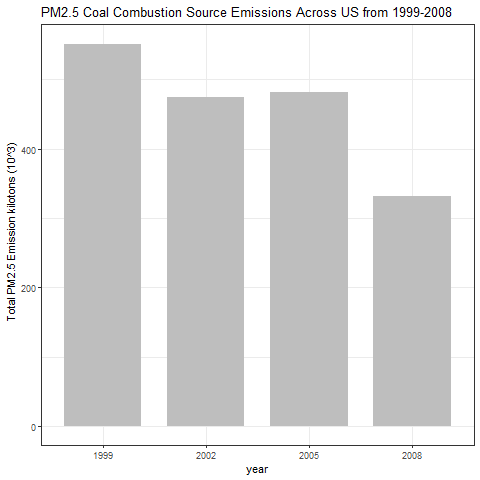 PM2.5 Coal Combustion Source Emissions Across US from 1999-2008
Total PM2.5 Emission kilotons (10^3)
400
200
0
1999 2002 2005 2008
year